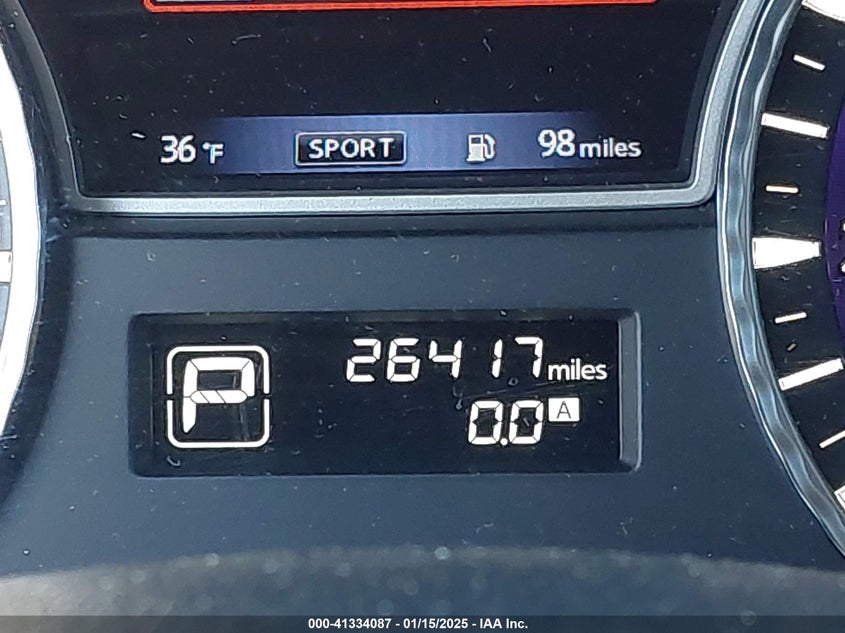 36 °F SPORT 98 miles
P 26417 miles
0.0 A
000-41334087 - 01/15/2025 - IAA Inc.